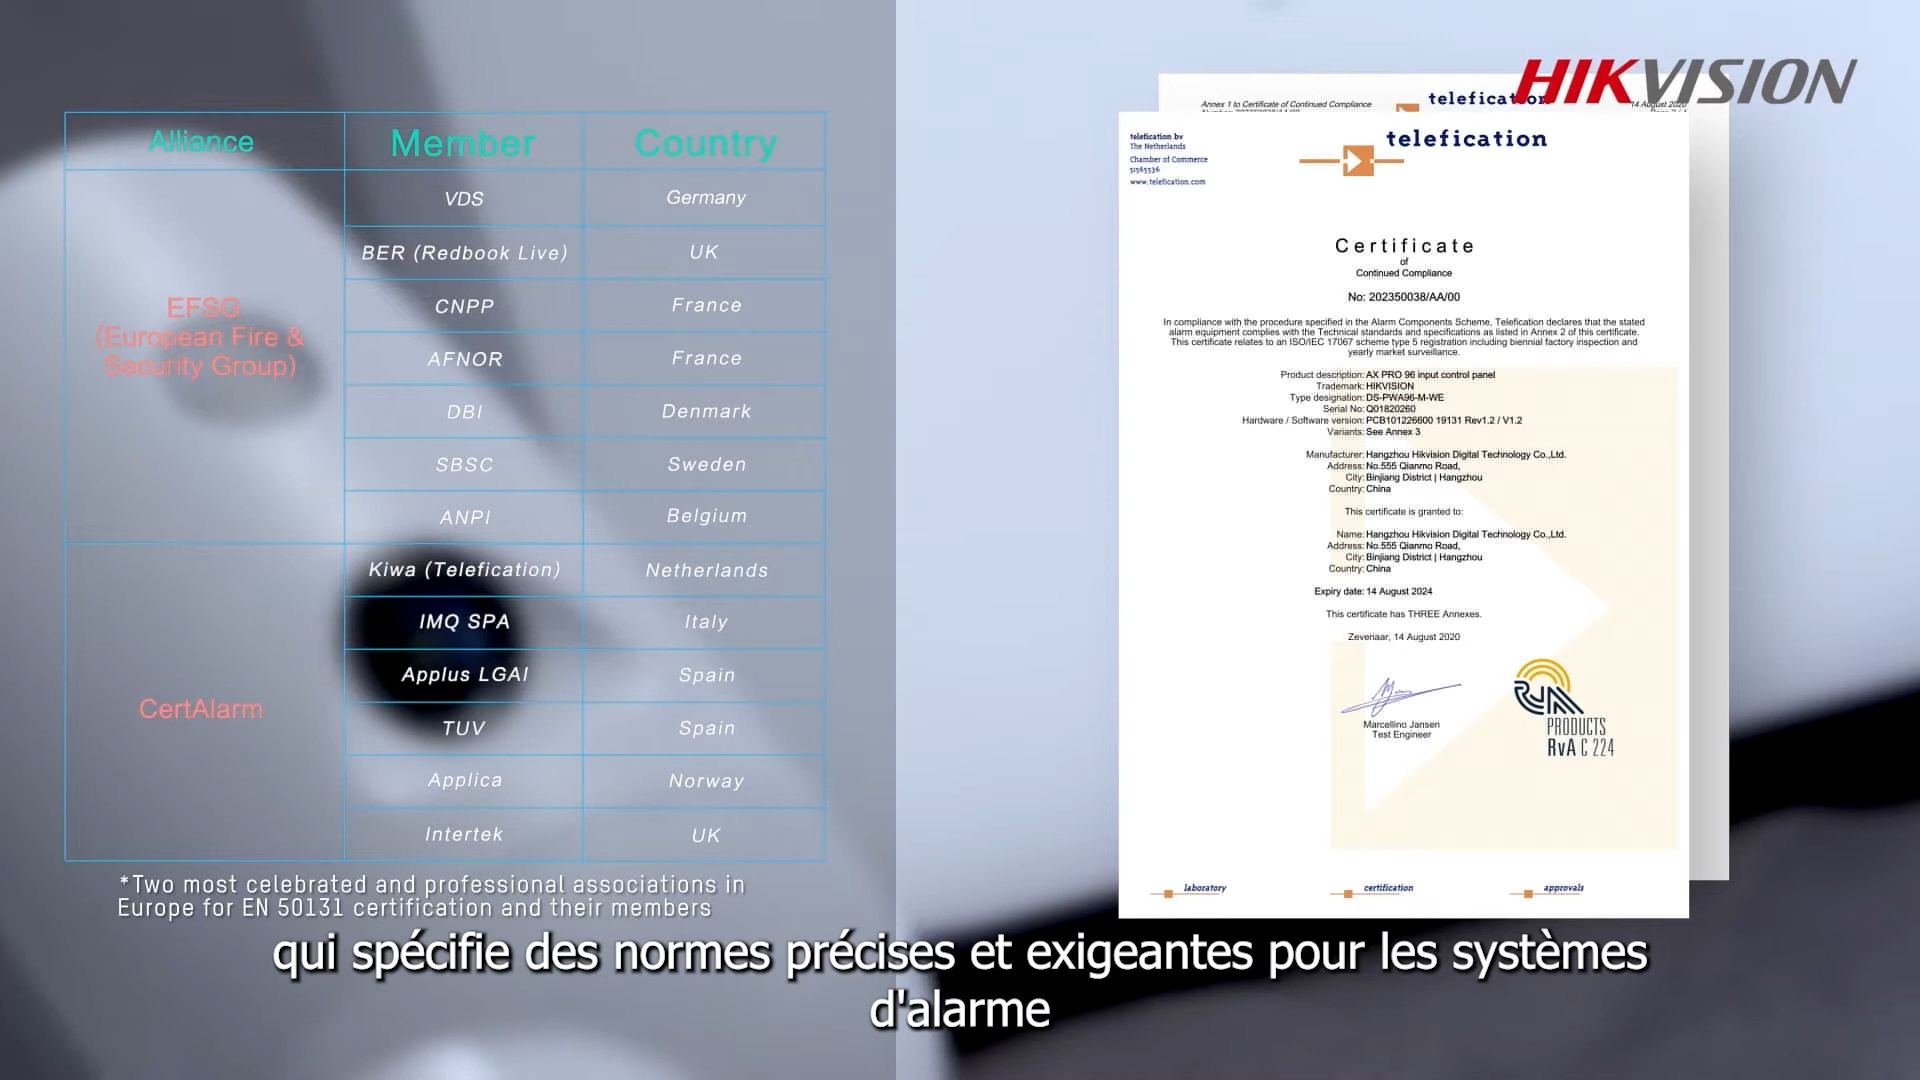 HIKVISION
Alliance Member Country
EFSG
(European Fire &
Security Group)
VDS Germany
BER (Redbook Live) UK
CNPP France
AFNOR France
DBI Denmark
SBSC Sweden
ANPI Belgium
CertAlarm
Kiwa (Telefication) Netherlands
IMQ SPA Italy
Applus LGAI Spain
TUV Spain
Applica Norway
Intertek UK
*Two most celebrated and professional associations in
Europe for EN 50131 certification and their members
Annex 1 to Certificate of Continued Compliance
telefication
14 August 2020
telefication bv
The Netherlands
Chamber of Commerce
51565536
www.telefication.com
telefication
Certificate
of
Continued Compliance
No: 202350038/AA/00
In compliance with the procedure specified in the Alarm Components Scheme, Telefication declares that the stated
alarm equipment complies with the Technical standards and specifications as listed in Annex 2 of this certificate.
This certificate relates to an ISO/IEC 17067 scheme type 5 registration including biennial factory inspection and
yearly market surveillance.
Product description: AX PRO 96 input control panel
Trademark: HIKVISION
Type designation: DS-PWA96-M-WE
Serial No: Q01820260
Hardware / Software version: PCB101226600 19131 Rev1.2 / V1.2
Variants: See Annex 3
Manufacturer: Hangzhou Hikvision Digital Technology Co.,Ltd.
Address: No.555 Qianmo Road,
City: Binjiang District | Hangzhou
Country: China
This certificate is granted to:
Name: Hangzhou Hikvision Digital Technology Co.,Ltd.
Address: No.555 Qianmo Road,
City: Binjiang District | Hangzhou
Country: China
Expiry date: 14 August 2024
This certificate has THREE Annexes.
Zevenaar, 14 August 2020
Marcellino Jansen
Test Engineer
RvA
PRODUCTS
RvA C 224
laboratory certification approvals
qui spécifie des normes précises et exigeantes pour les systèmes
d'alarme